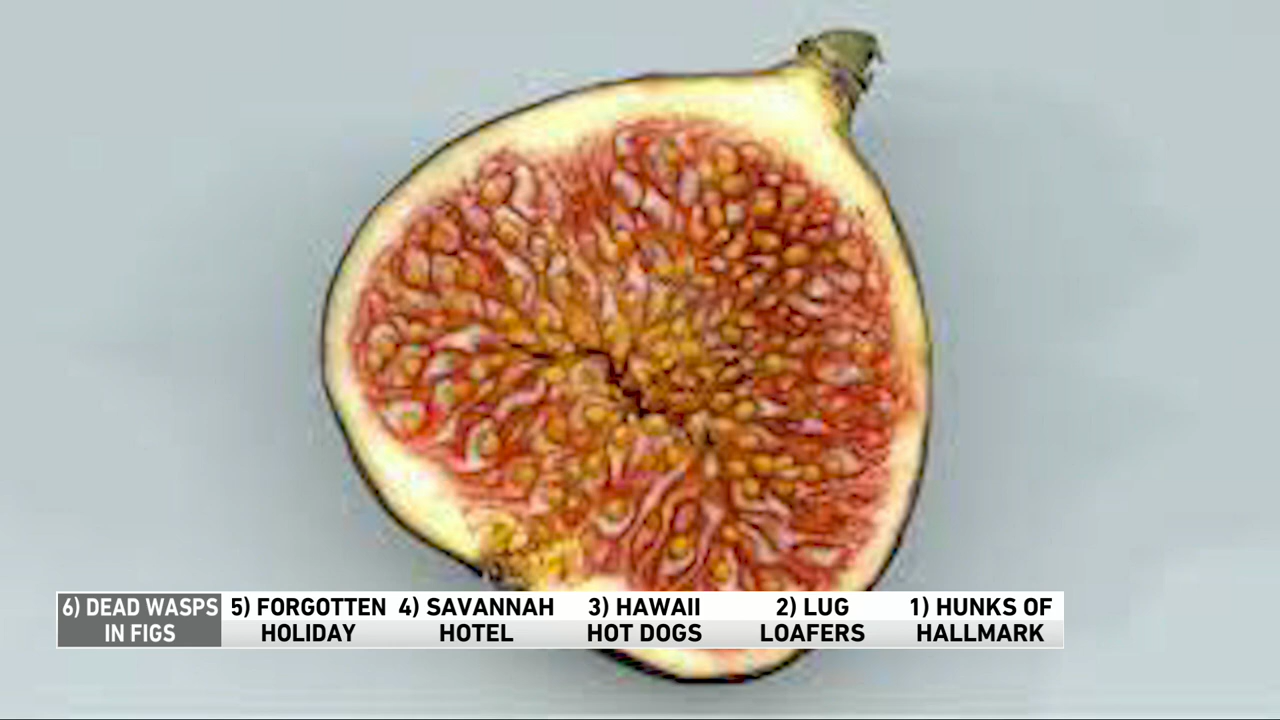 6) DEAD WASPS
IN FIGS
5) FORGOTTEN
HOLIDAY
4) SAVANNAH
HOTEL
3) HAWAII
HOT DOGS
2) LUG
LOAFERS
1) HUNKS OF
HALLMARK